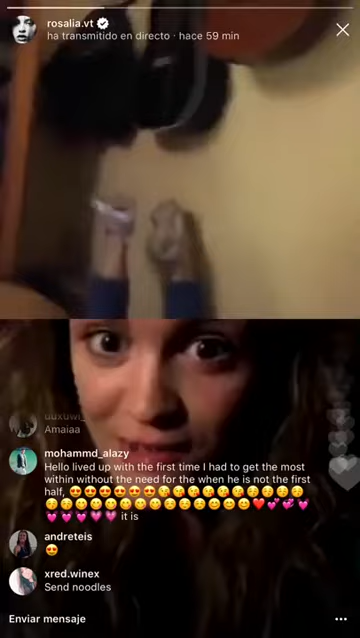 rosalia.vt
ha transmitido en directo · hace 59 min
Amaiaa
mohammd_alazy
Hello lived up with the first time I had to get the most
within without the need for the when he is not the first
half, 😍😍😍😍😍😍😘😘😘😘😘😘😚😚😚😚
😚😚😋😋😋😋😋😋😚😚😚😊😊😊❤️💕💞💓
💓💓💓💗💗 it is
andreteis
😍
xred.winex
Send noodles
Enviar mensaje